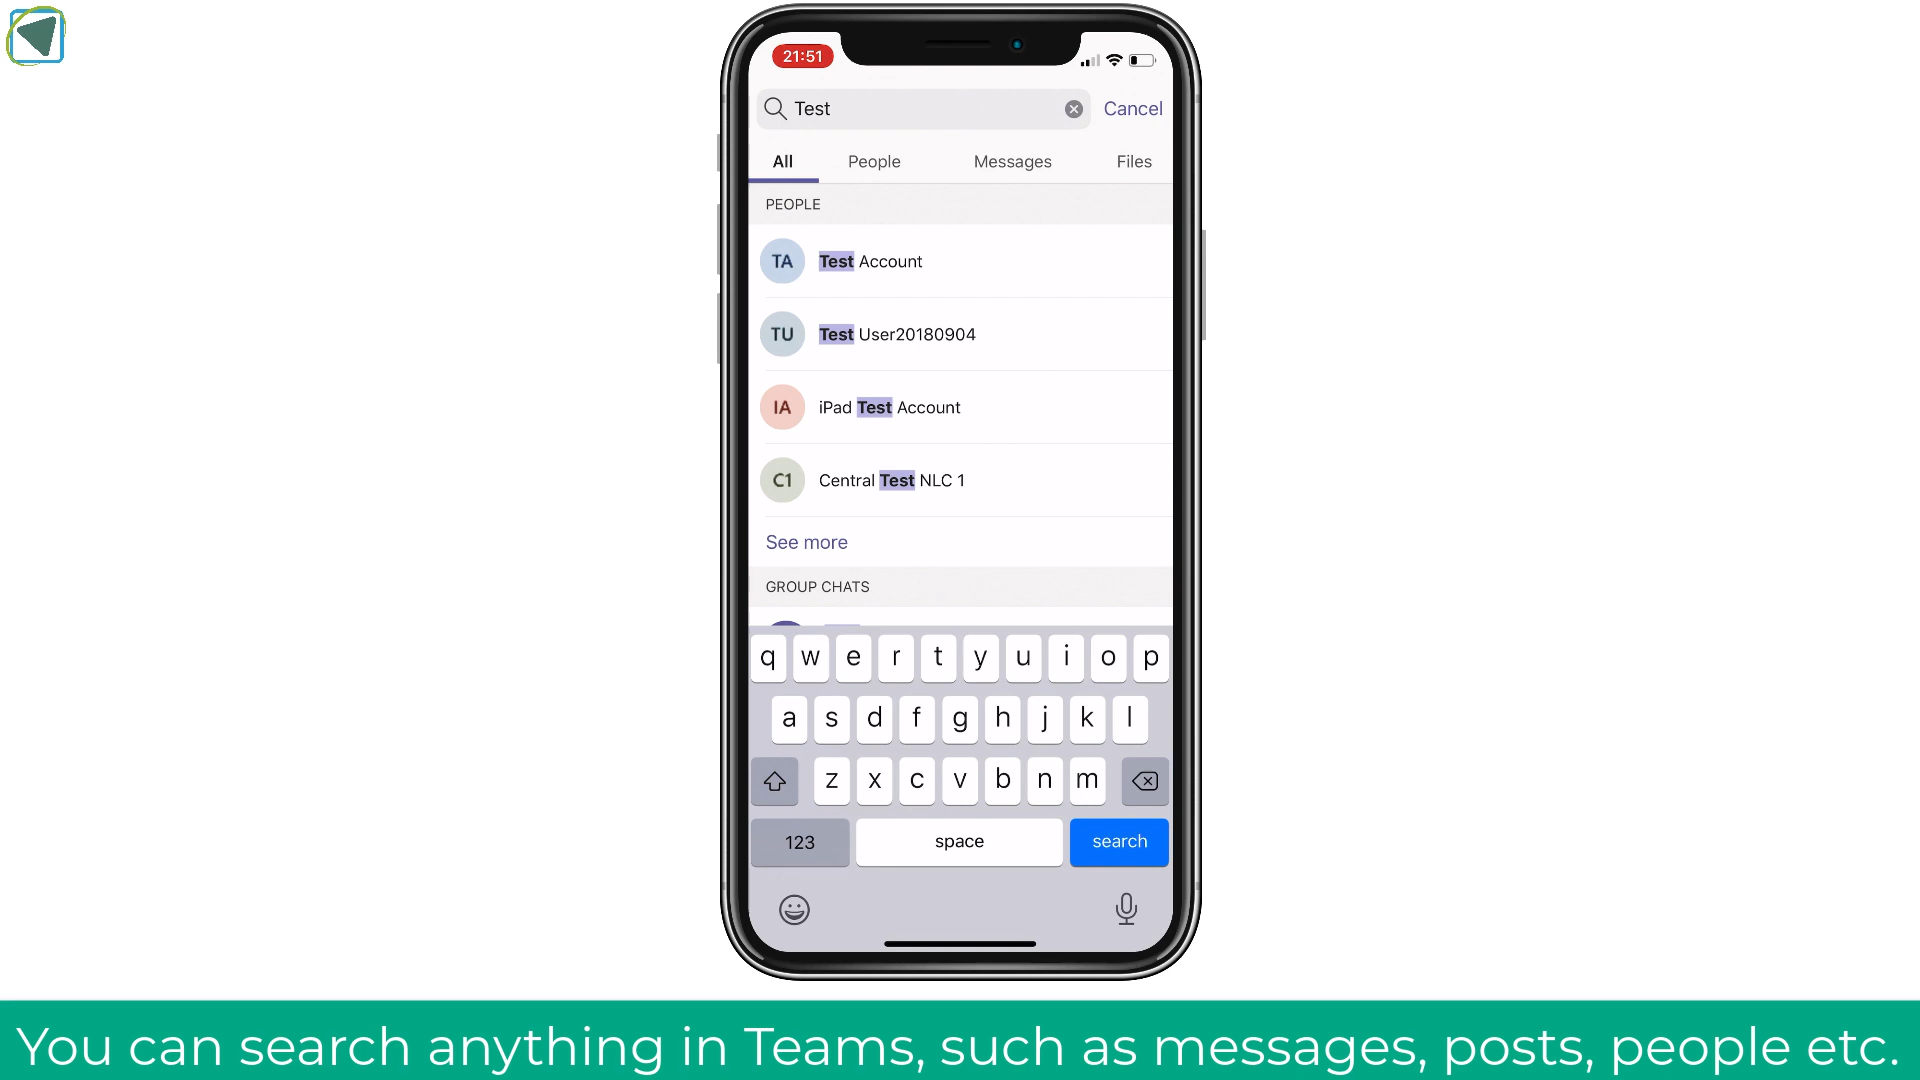 21:51
Test
Cancel
All People Messages Files
PEOPLE
TA Test Account
TU Test User20180904
IA iPad Test Account
C1 Central Test NLC 1
See more
GROUP CHATS
q w e r t y u i o p
a s d f g h j k l
z x c v b n m
123 space search
You can search anything in Teams, such as messages, posts, people etc.